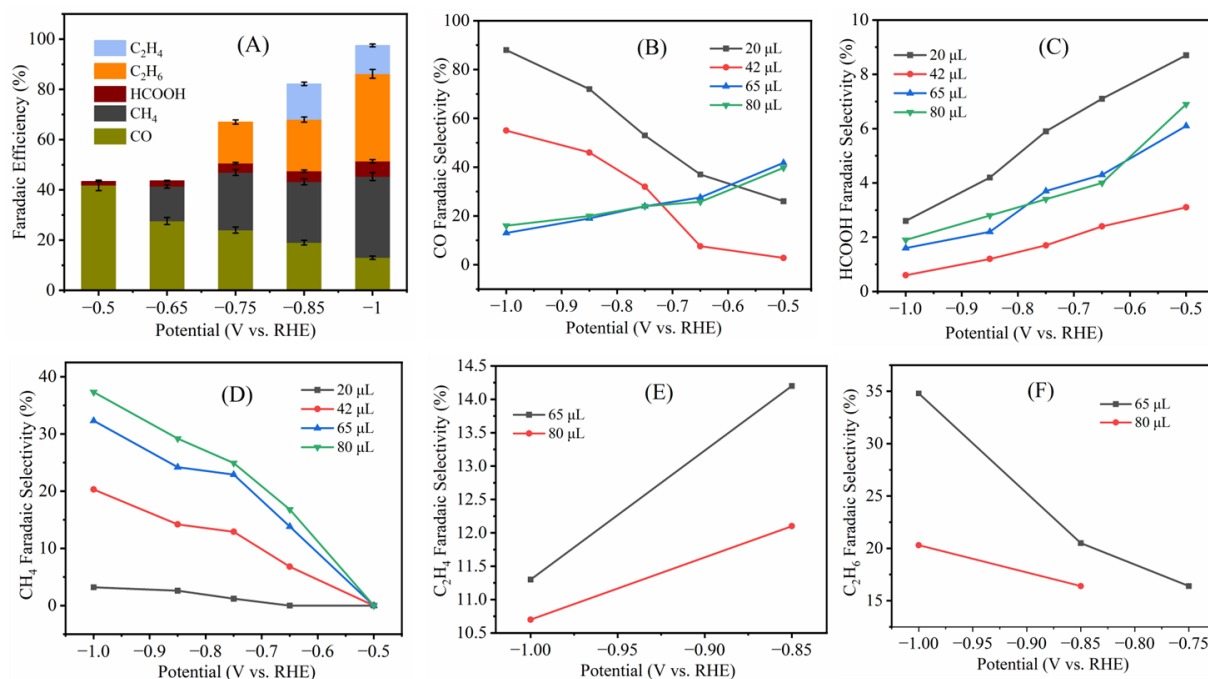 (A)
C₂H₄
C₂H₆
HCOOH
CH₄
CO
Faradaic Efficiency (%)
100
80
60
40
20
0
−0.5 −0.65 −0.75 −0.85 −1
Potential (V vs. RHE)
(B)
20 μL
42 μL
65 μL
80 μL
CO Faradaic Selectivity (%)
100
80
60
40
20
0
−1.0 −0.9 −0.8 −0.7 −0.6 −0.5
Potential (V vs. RHE)
(C)
20 μL
42 μL
65 μL
80 μL
HCOOH Faradaic Selectivity (%)
10
8
6
4
2
0
−1.0 −0.9 −0.8 −0.7 −0.6 −0.5
Potential (V vs. RHE)
(D)
20 μL
42 μL
65 μL
80 μL
CH₄ Faradaic Selectivity (%)
40
30
20
10
0
−1.0 −0.9 −0.8 −0.7 −0.6 −0.5
Potential (V vs. RHE)
(E)
65 μL
80 μL
C₂H₄ Faradaic Selectivity (%)
14.5
14.0
13.5
13.0
12.5
12.0
11.5
11.0
10.5
−1.00 −0.95 −0.90 −0.85
Potential (V vs. RHE)
(F)
65 μL
80 μL
C₂H₆ Faradaic Selectivity (%)
35
30
25
20
15
−1.00 −0.95 −0.90 −0.85 −0.80 −0.75
Potential (V vs. RHE)